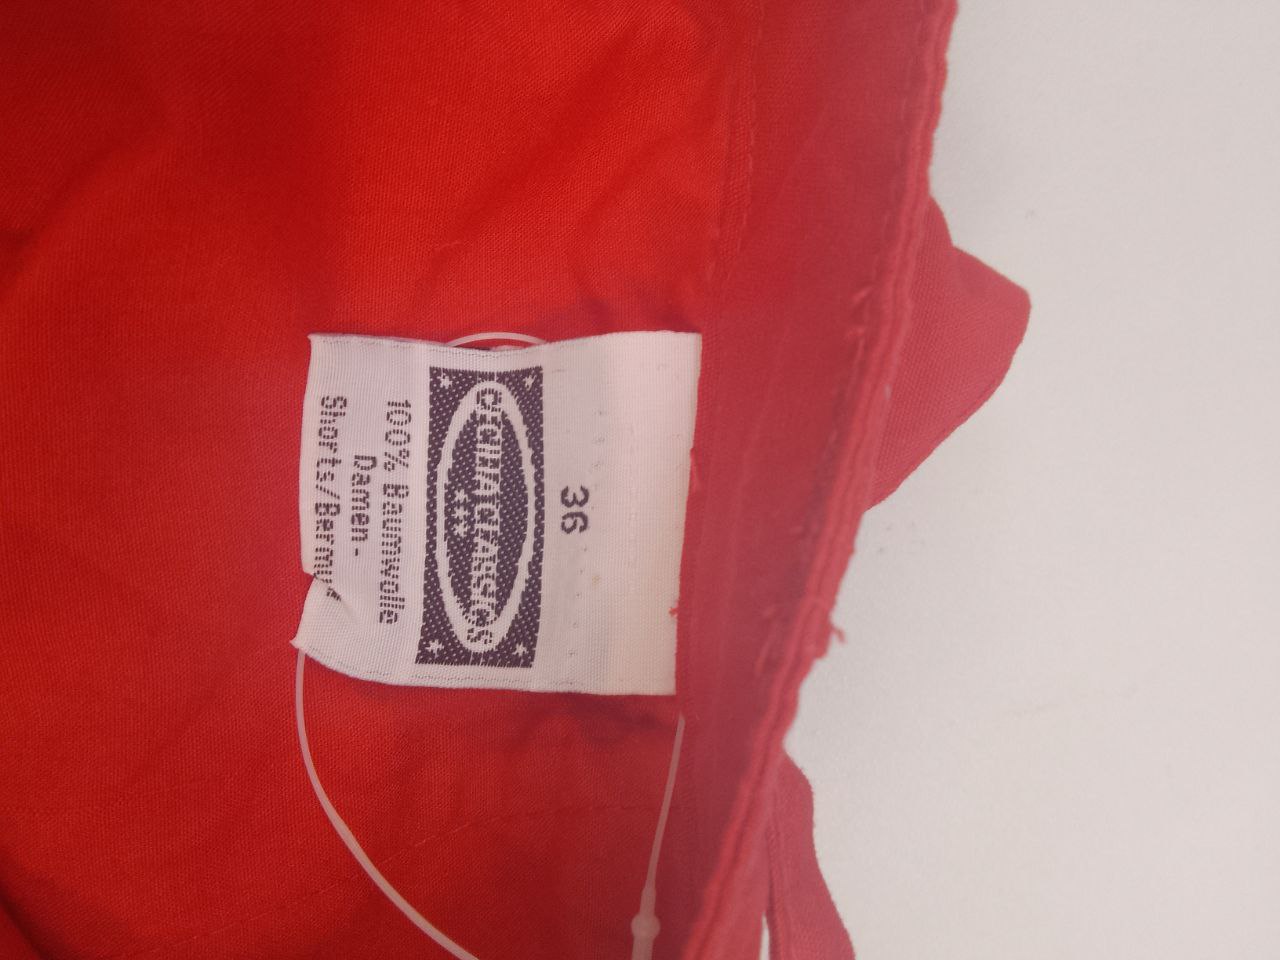 36
100% Baumwolle
Damen-
Shorts/Bermuda